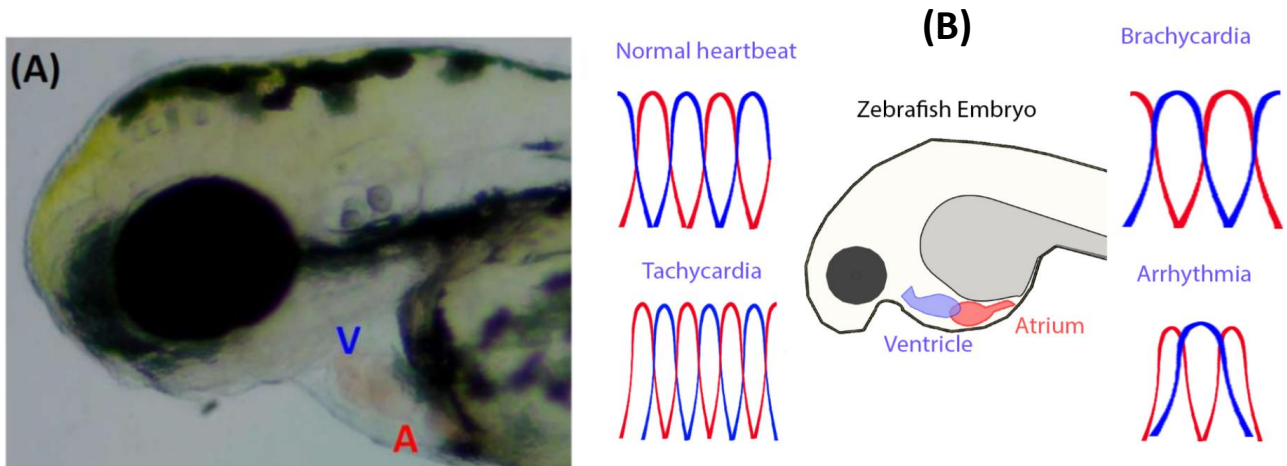 (A)
V
A
(B)
Normal heartbeat
Brachycardia
Zebrafish Embryo
Tachycardia
Arrhythmia
Ventricle
Atrium